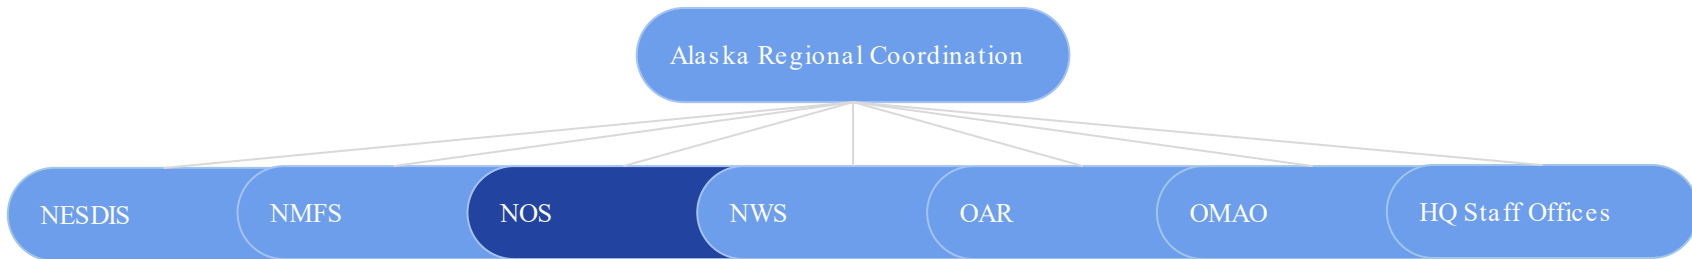 Alaska Regional Coordination
NESDIS
NMFS
NOS
NWS
OAR
OMAO
HQ Staff Offices